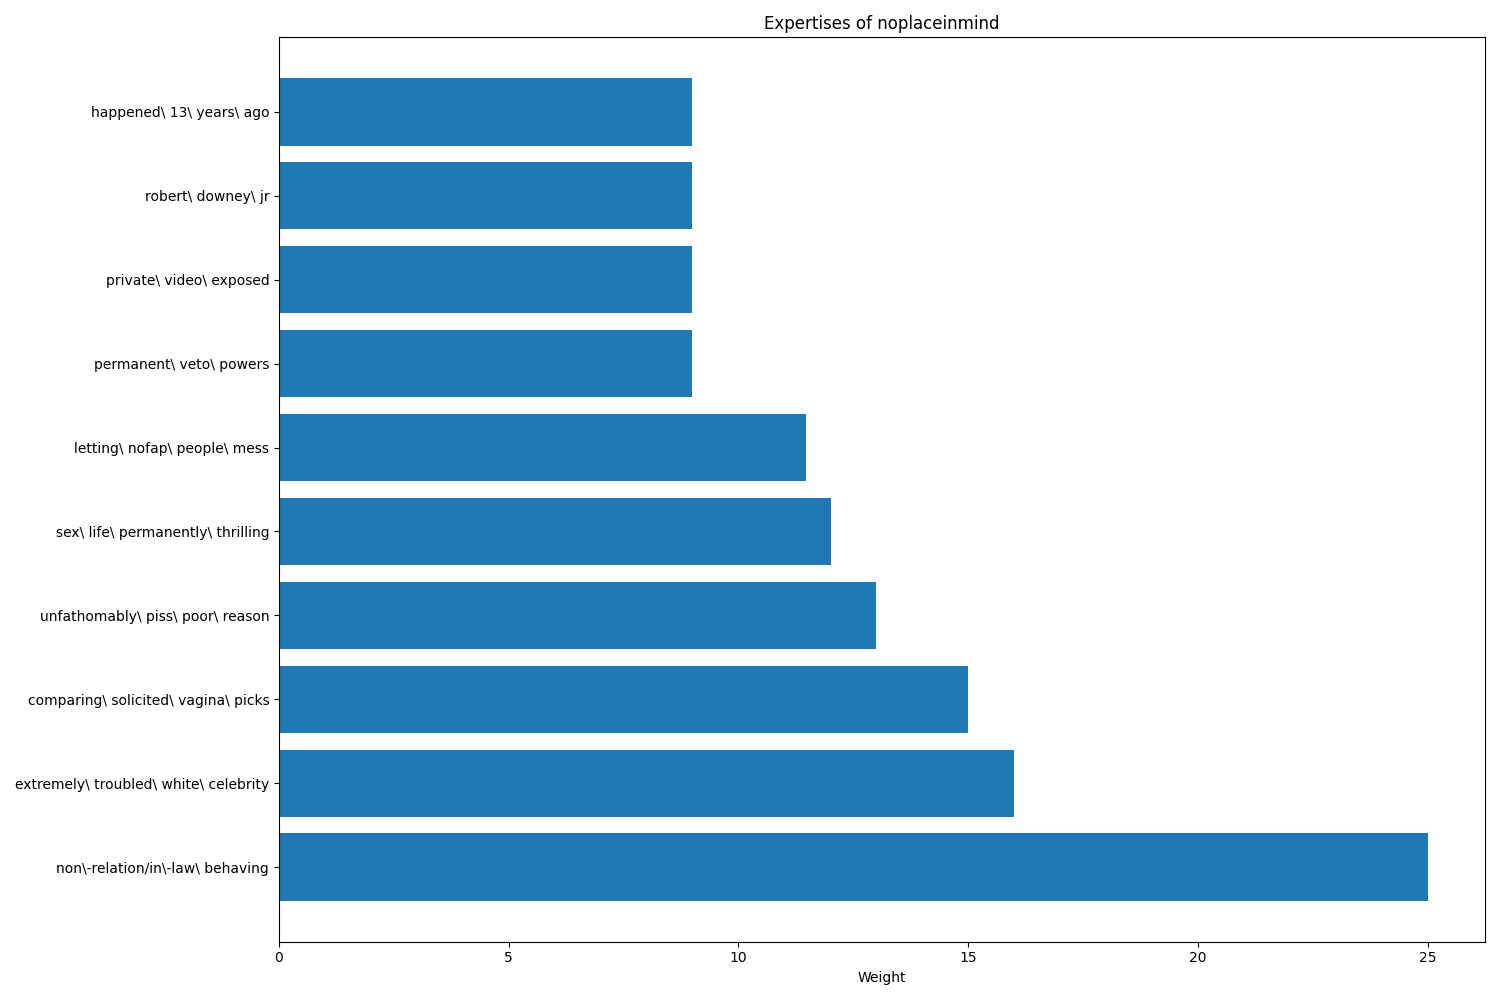 Expertises of noplaceinmind
happened\ 13\ years\ ago
robert\ downey\ jr
private\ video\ exposed
permanent\ veto\ powers
letting\ nofap\ people\ mess
sex\ life\ permanently\ thrilling
unfathomably\ piss\ poor\ reason
comparing\ solicited\ vagina\ picks
extremely\ troubled\ white\ celebrity
non\-relation/in\-law\ behaving
0 5 10 15 20 25
Weight